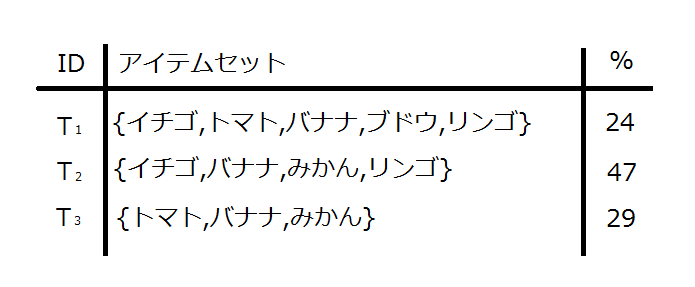 ID アイテムセット %
T1 {イチゴ,トマト,バナナ,ブドウ,リンゴ} 24
T2 {イチゴ,バナナ,みかん,リンゴ} 47
T3 {トマト,バナナ,みかん} 29